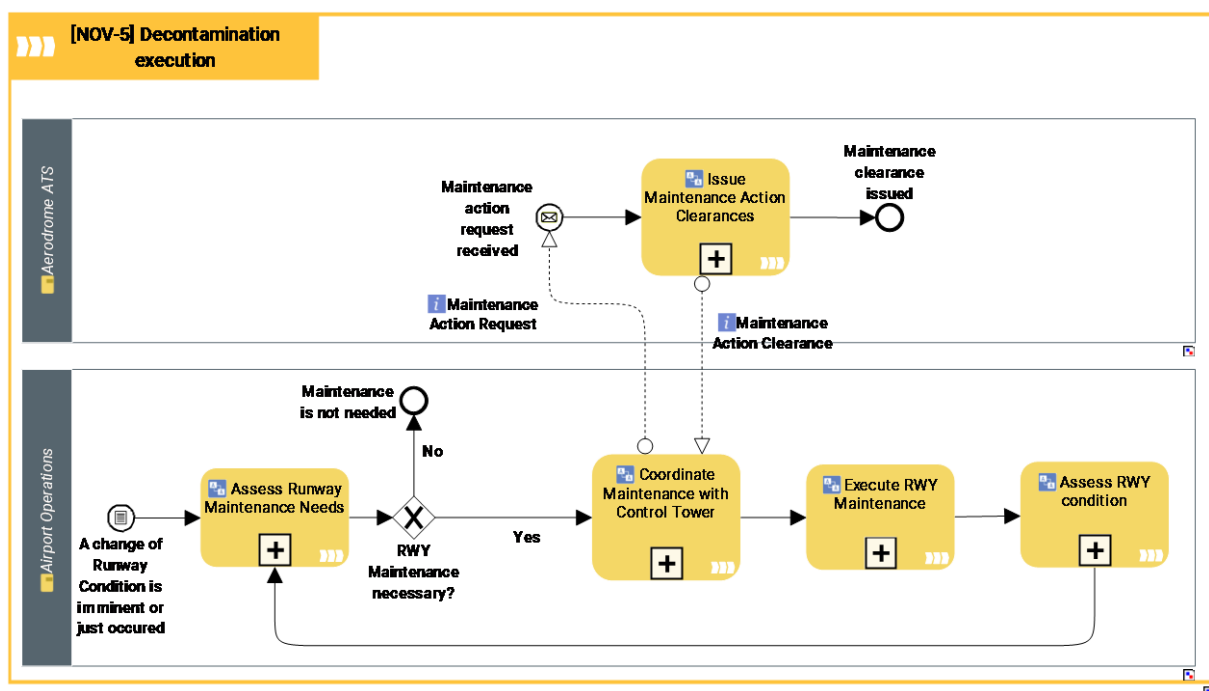 [NOV-5] Decontamination
execution
Aerodrome ATS
Maintenance
action
request
received
Issue
Maintenance Action
Clearances
Maintenance
clearance
issued
Maintenance
Action Request
Maintenance
Action Clearance
Airport Operations
Maintenance
is not needed
No
A change of
Runway
Condition is
imminent or
just occured
Assess Runway
Maintenance Needs
RWY
Maintenance
necessary?
Yes
Coordinate
Maintenance with
Control Tower
Execute RWY
Maintenance
Assess RWY
condition